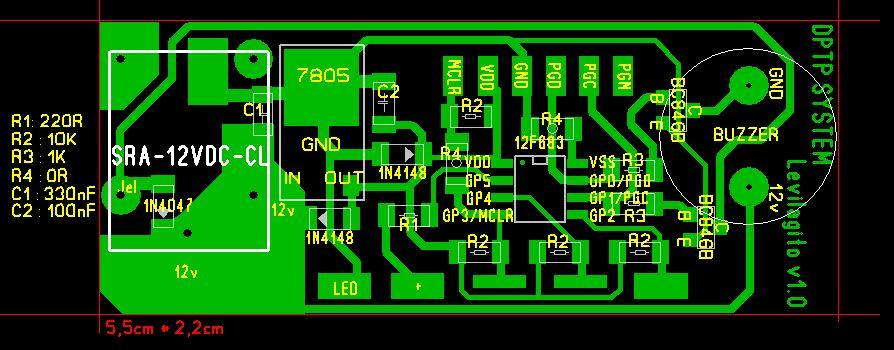 R1: 220R
R2 : 10K
R3 : 1K
R4 : 0R
C1 : 330nF
C2 : 100nF
SRA-12VDC-CL
Jel
1N4047
12v
C1
7805
GND
IN
OUT
12v
C2
1N4148
1N4148
R1
LED
+
MCLR
VDD
GND
PGD
PGC
PGN
R2
R4
12F683
R4
VDD
GP5
GP4
GP3/MCLR
VSS
GP0/PGD
GP1/PGC
GP2
R3
R3
R2
R2
R2
BC846B
B
E
C
BC846B
B
E
C
GND
BUZZER
12v
DPTP SYSTEM
Levilagito v1.0
5,5cm * 2,2cm